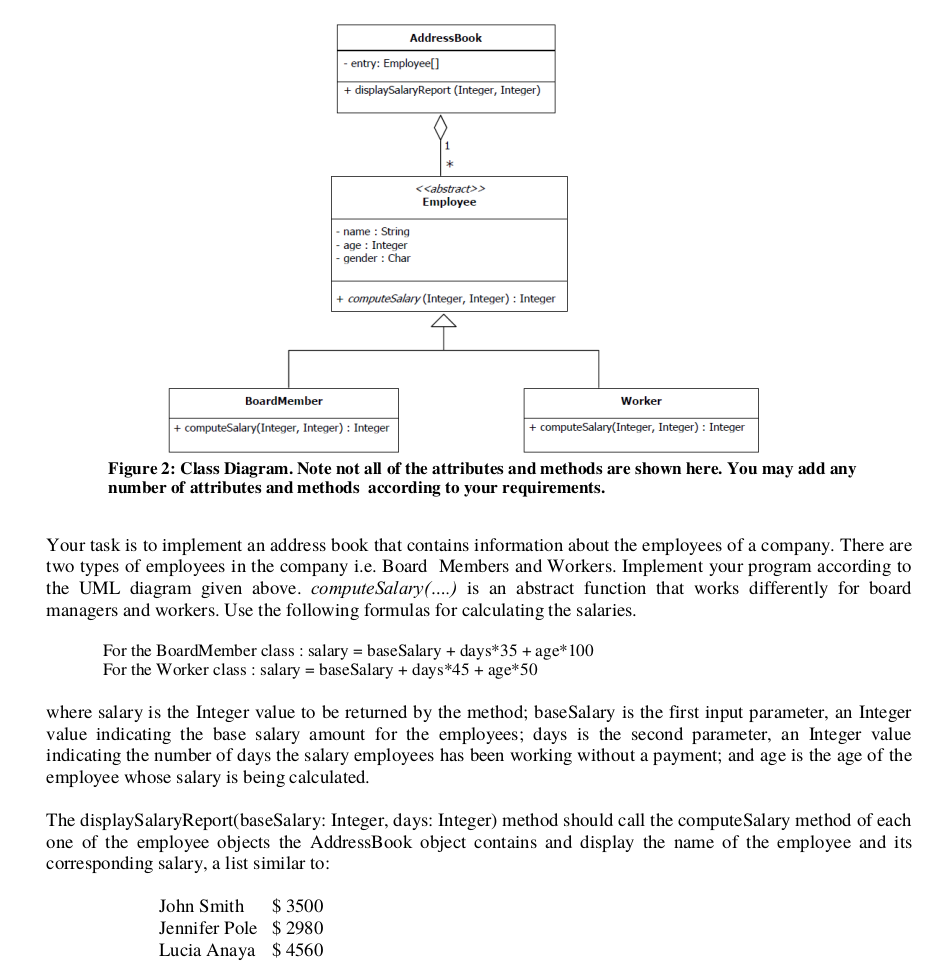 AddressBook
- entry: Employee[]
+ displaySalaryReport (Integer, Integer)
1
*
<<abstract>>
Employee
- name : String
- age : Integer
- gender : Char
+ computeSalary (Integer, Integer) : Integer
BoardMember
Worker
+ computeSalary(Integer, Integer) : Integer
+ computeSalary(Integer, Integer) : Integer
Figure 2: Class Diagram. Note not all of the attributes and methods are shown here. You may add any
number of attributes and methods according to your requirements.
Your task is to implement an address book that contains information about the employees of a company. There are
two types of employees in the company i.e. Board Members and Workers. Implement your program according to
the UML diagram given above. computeSalary(....) is an abstract function that works differently for board
managers and workers. Use the following formulas for calculating the salaries.
For the BoardMember class : salary = baseSalary + days*35 + age*100
For the Worker class : salary = baseSalary + days*45 + age*50
where salary is the Integer value to be returned by the method; baseSalary is the first input parameter, an Integer
value indicating the base salary amount for the employees; days is the second parameter, an Integer value
indicating the number of days the salary employees has been working without a payment; and age is the age of the
employee whose salary is being calculated.
The displaySalaryReport(baseSalary: Integer, days: Integer) method should call the computeSalary method of each
one of the employee objects the AddressBook object contains and display the name of the employee and its
corresponding salary, a list similar to:
John Smith $ 3500
Jennifer Pole $ 2980
Lucia Anaya $ 4560